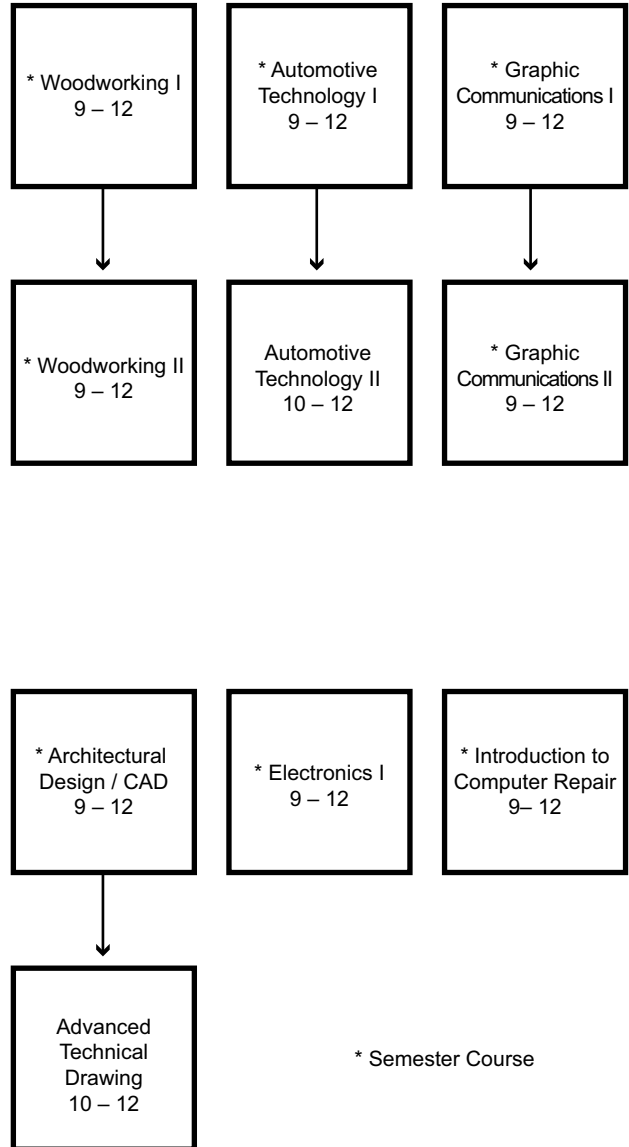 * Woodworking I
9 – 12
* Automotive
Technology I
9 – 12
* Graphic
Communications I
9 – 12
* Woodworking II
9 – 12
Automotive
Technology II
10 – 12
* Graphic
Communications II
9 – 12
* Architectural
Design / CAD
9 – 12
* Electronics I
9 – 12
* Introduction to
Computer Repair
9– 12
Advanced
Technical
Drawing
10 – 12
* Semester Course